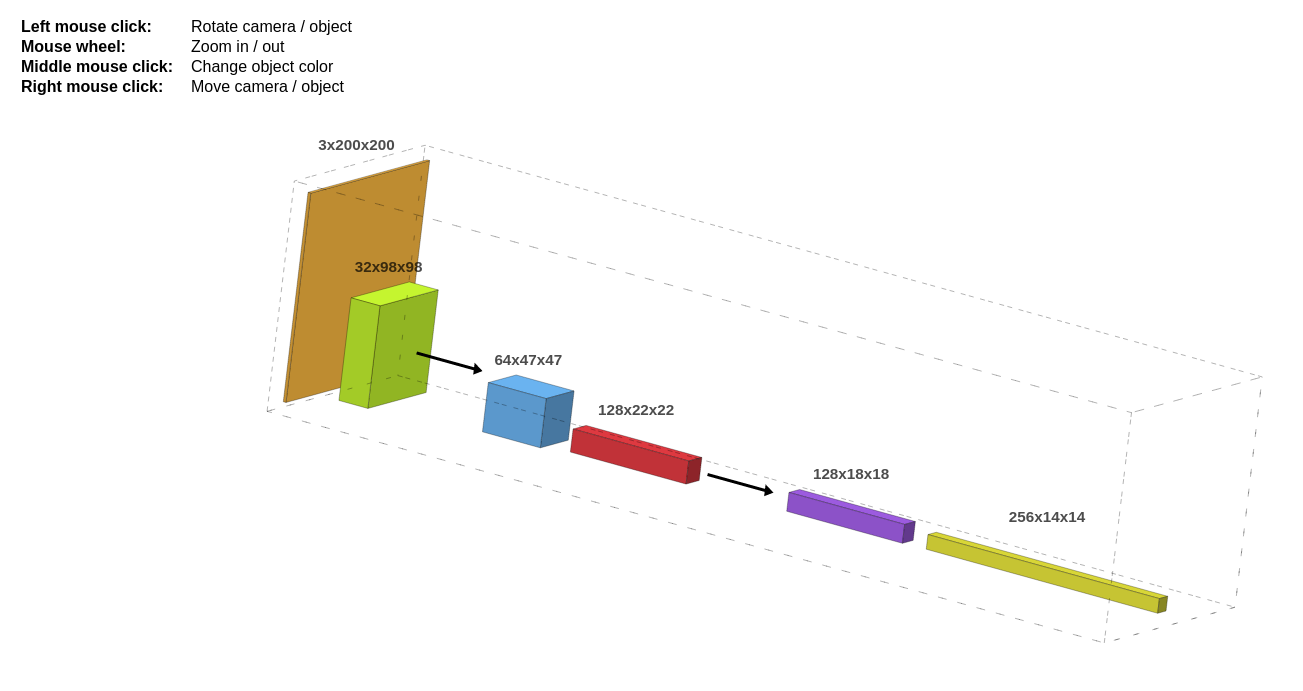 Left mouse click: Rotate camera / object
Mouse wheel: Zoom in / out
Middle mouse click: Change object color
Right mouse click: Move camera / object
3x200x200
32x98x98
64x47x47
128x22x22
128x18x18
256x14x14